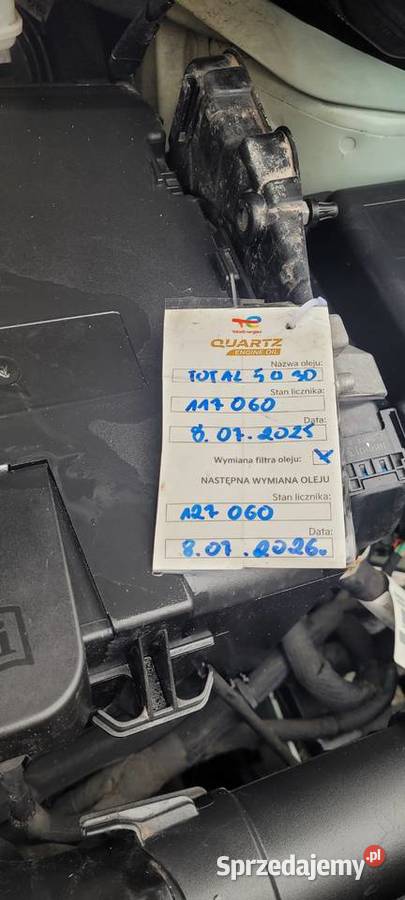 TotalEnergies
QUARTZ
ENGINE OIL
Nazwa oleju:
TOTAL 5 0 30
Stan licznika:
117 060
Data:
8.07.2025
Wymiana filtra oleju: X
NASTĘPNA WYMIANA OLEJU
Stan licznika:
127 060
Data:
8.07.2026.
Sprzedajemy.pl